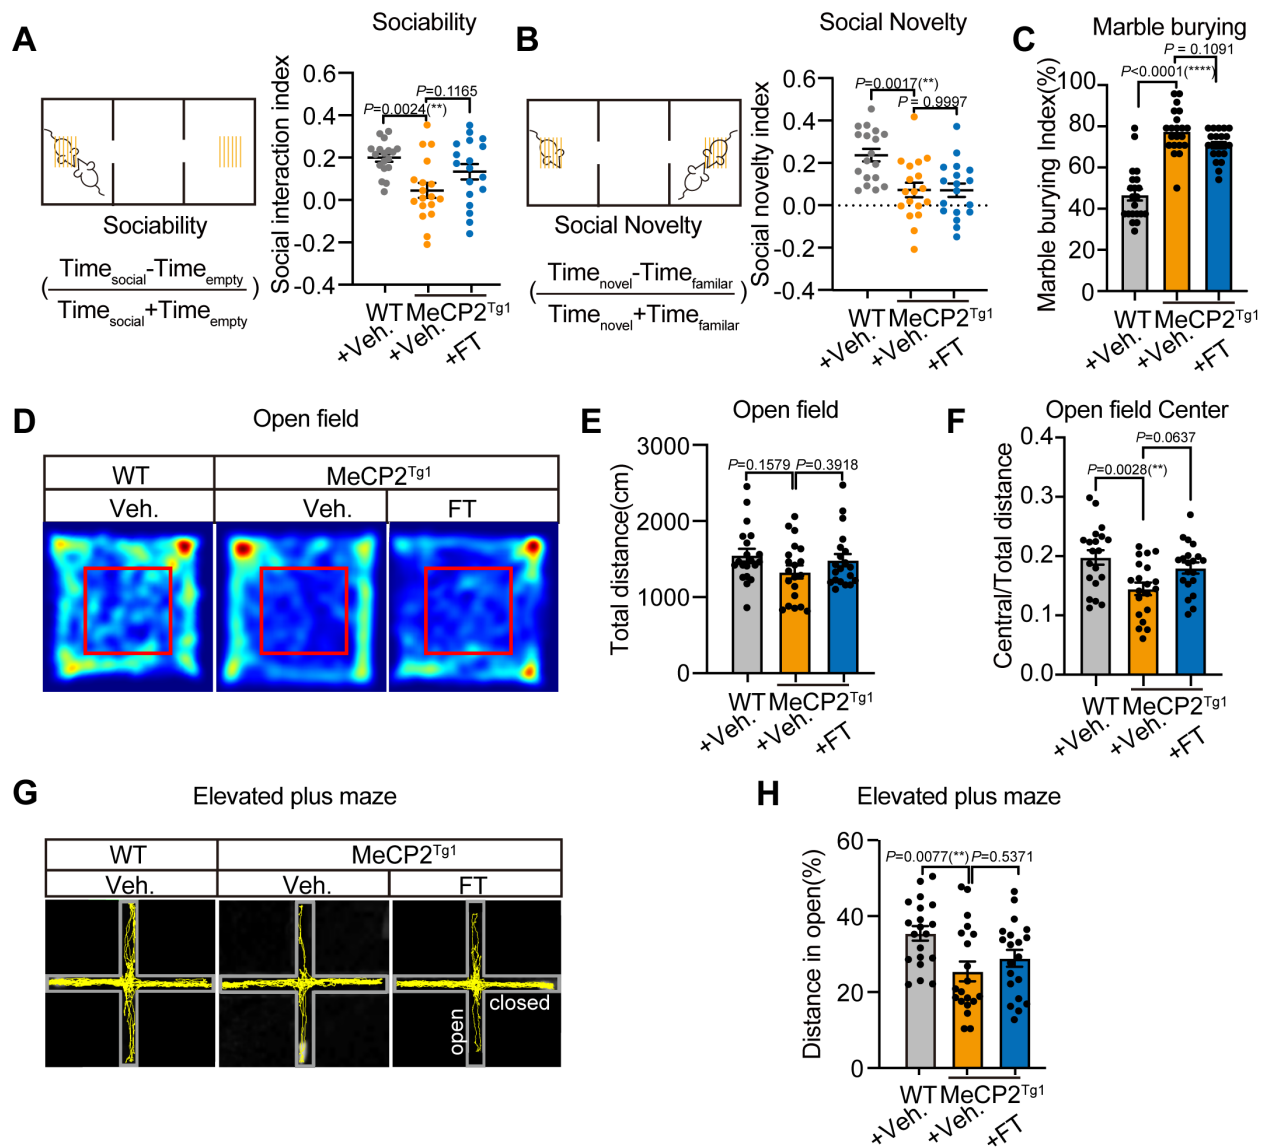 A
Sociability
Sociability
(Timesocial-Timeempty
Timesocial+Timeempty)
Social interaction index
0.6
0.4
0.2
0.0
-0.2
-0.4
P=0.0024(**)
P=0.1165
WT MeCP2Tg1
+Veh. +Veh. +FT
B
Social Novelty
Social Novelty
(Timenovel-Timefamilar
Timenovel+Timefamilar)
Social novelty index
0.6
0.4
0.2
0.0
-0.2
-0.4
P=0.0017(**)
P = 0.9997
WT MeCP2Tg1
+Veh. +Veh. +FT
C
Marble burying
Marble burying Index(%)
100
80
60
40
20
0
P = 0.1091
P<0.0001(****)
WT MeCP2Tg1
+Veh. +Veh. +FT
D
Open field
WT MeCP2Tg1
Veh. Veh. FT
E
Open field
Total distance(cm)
3000
2000
1000
0
P=0.1579 P=0.3918
WT MeCP2Tg1
+Veh. +Veh. +FT
F
Open field Center
Central/Total distance
0.4
0.3
0.2
0.1
0.0
P=0.0637
P=0.0028(**)
WT MeCP2Tg1
+Veh. +Veh. +FT
G
Elevated plus maze
WT MeCP2Tg1
Veh. Veh. FT
closed
open
H
Elevated plus maze
Distance in open(%)
60
40
20
0
P=0.0077(**) P=0.5371
WT MeCP2Tg1
+Veh. +Veh. +FT